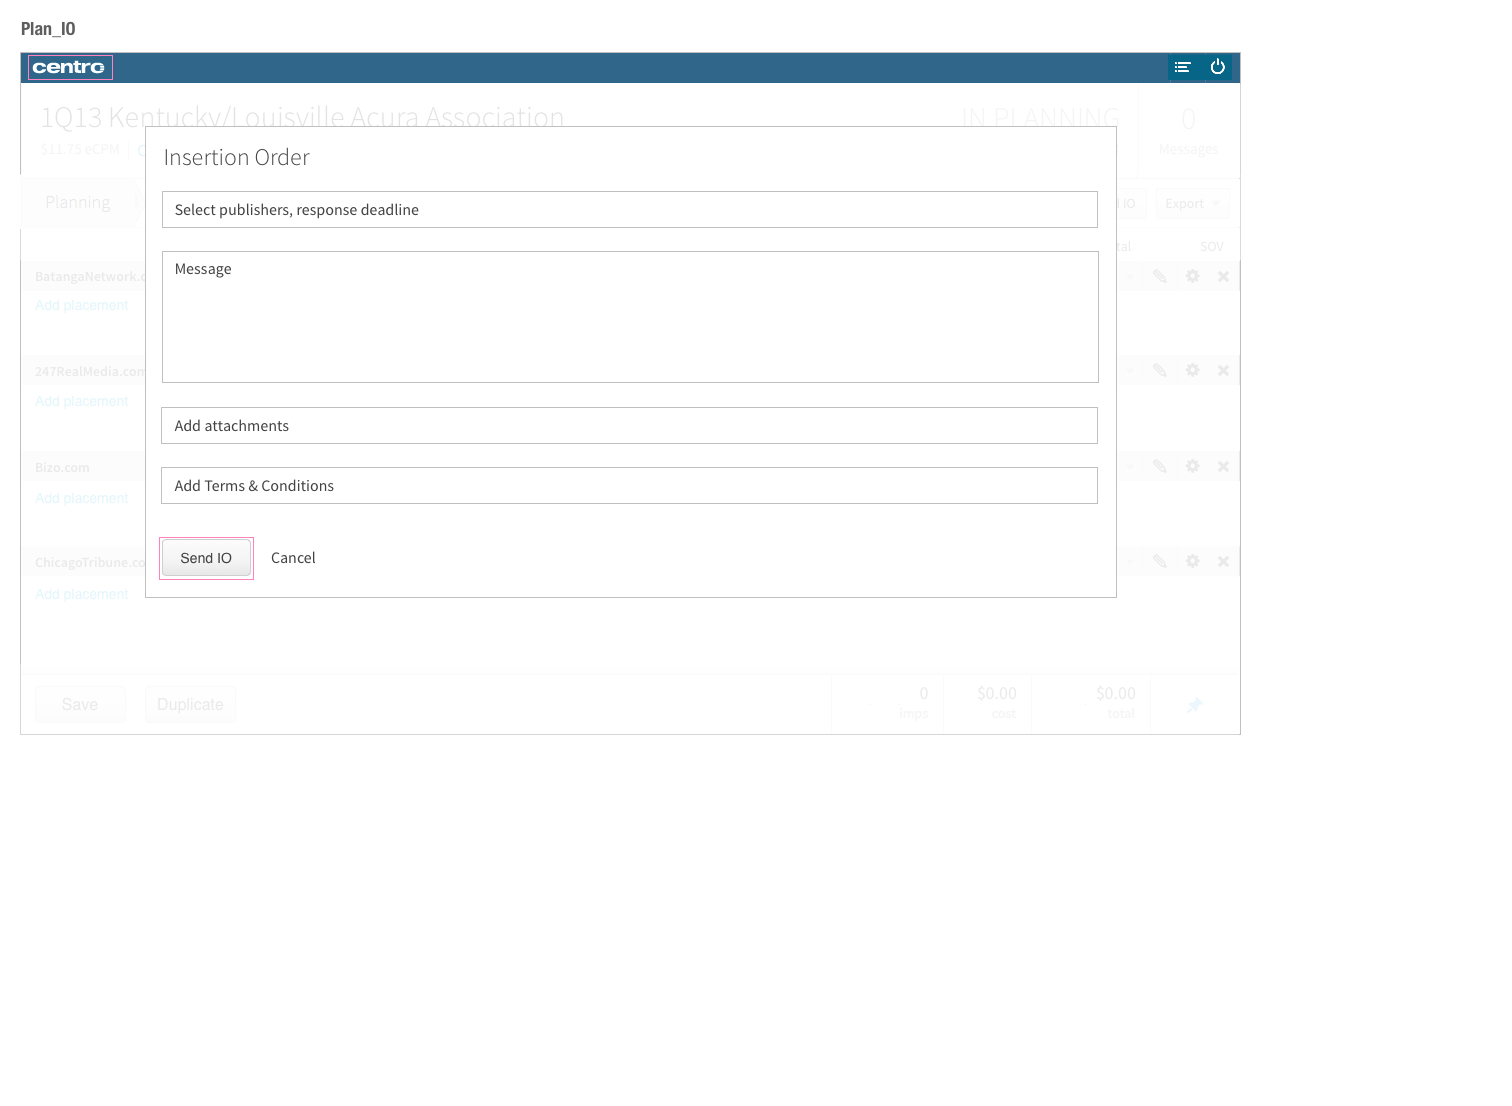 Plan_IO
centro
1Q13 Kentucky/Louisville Acura Association
IN PLANNING
0
$11.75 eCPM
Messages
Insertion Order
Planning
IO
Export
Select publishers, response deadline
SOV
Message
BatangaNetwork.c
Add placement
247RealMedia.com
Add placement
Add attachments
Bizo.com
Add Terms & Conditions
Add placement
Send IO
Cancel
ChicagoTribune.co
Add placement
Save
Duplicate
0
imps
$0.00
cost
$0.00
total